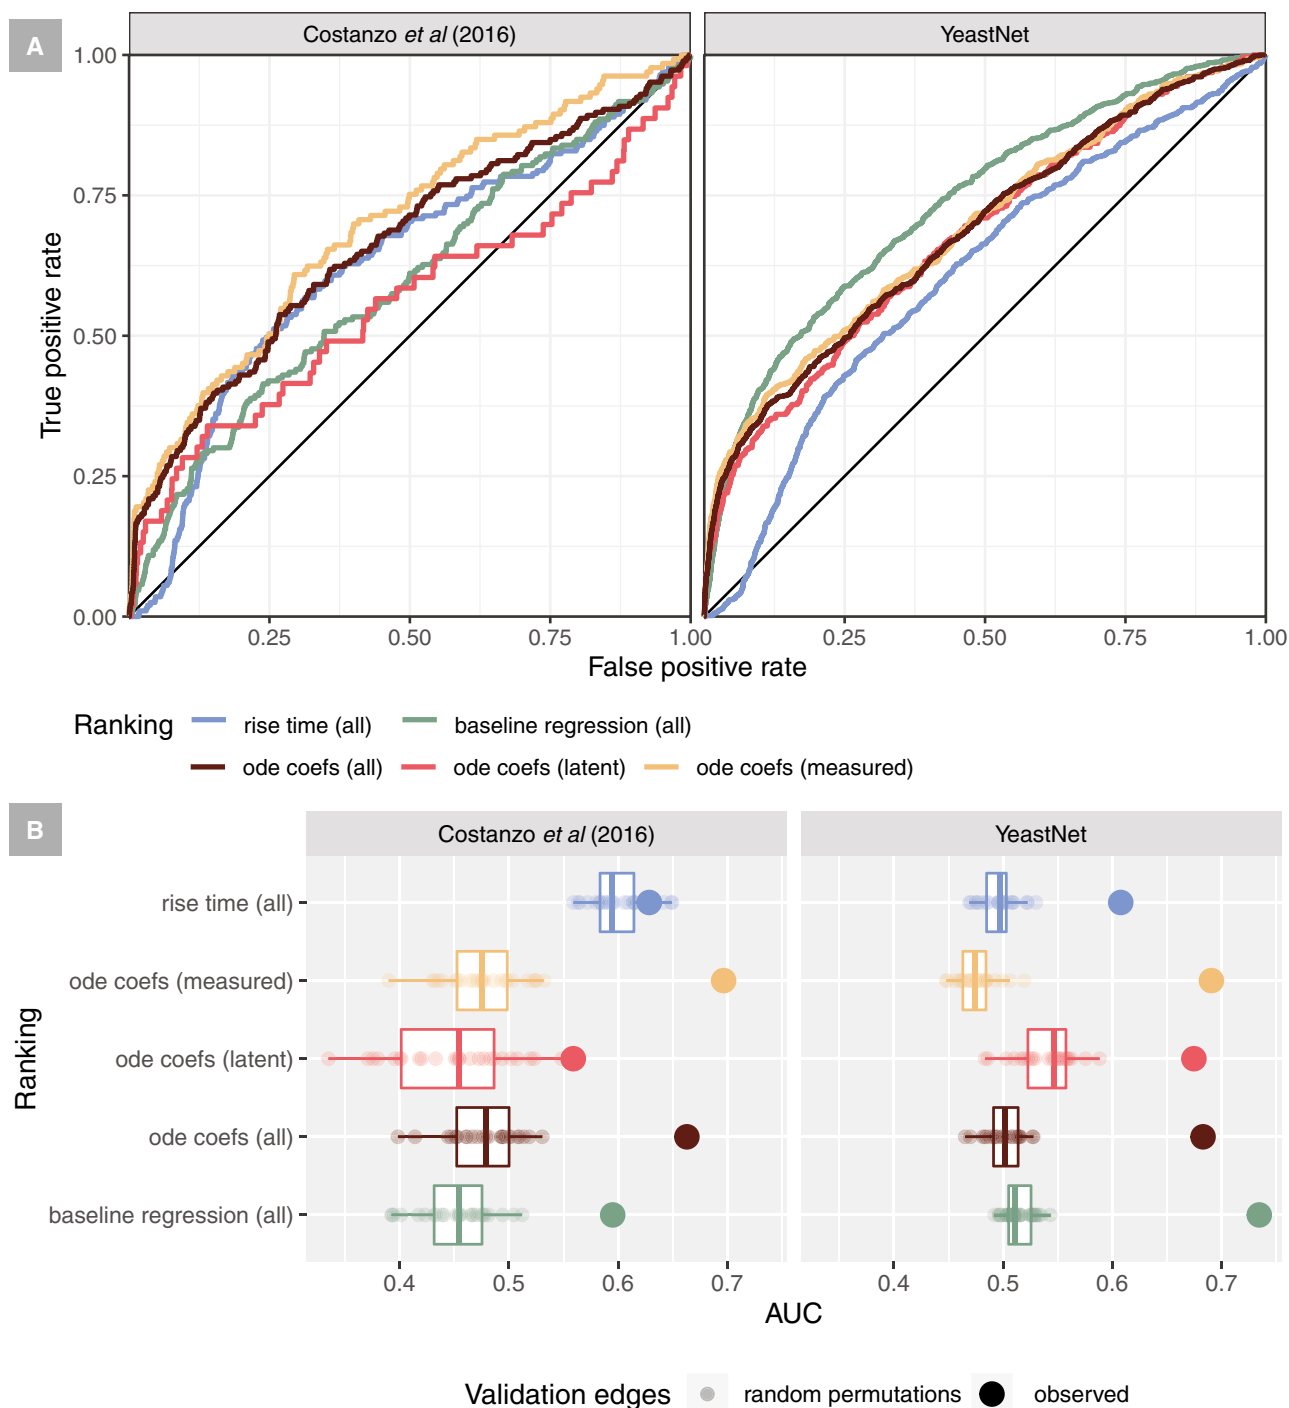 A
Costanzo et al (2016) YeastNet
1.00
0.75
0.50
0.25
0.00
True positive rate
0.25 0.50 0.75 1.00 0.25 0.50 0.75 1.00
False positive rate
Ranking rise time (all) baseline regression (all)
ode coefs (all) ode coefs (latent) ode coefs (measured)
B
Costanzo et al (2016) YeastNet
rise time (all)
ode coefs (measured)
ode coefs (latent)
ode coefs (all)
baseline regression (all)
Ranking
0.4 0.5 0.6 0.7 0.4 0.5 0.6 0.7
AUC
Validation edges random permutations observed